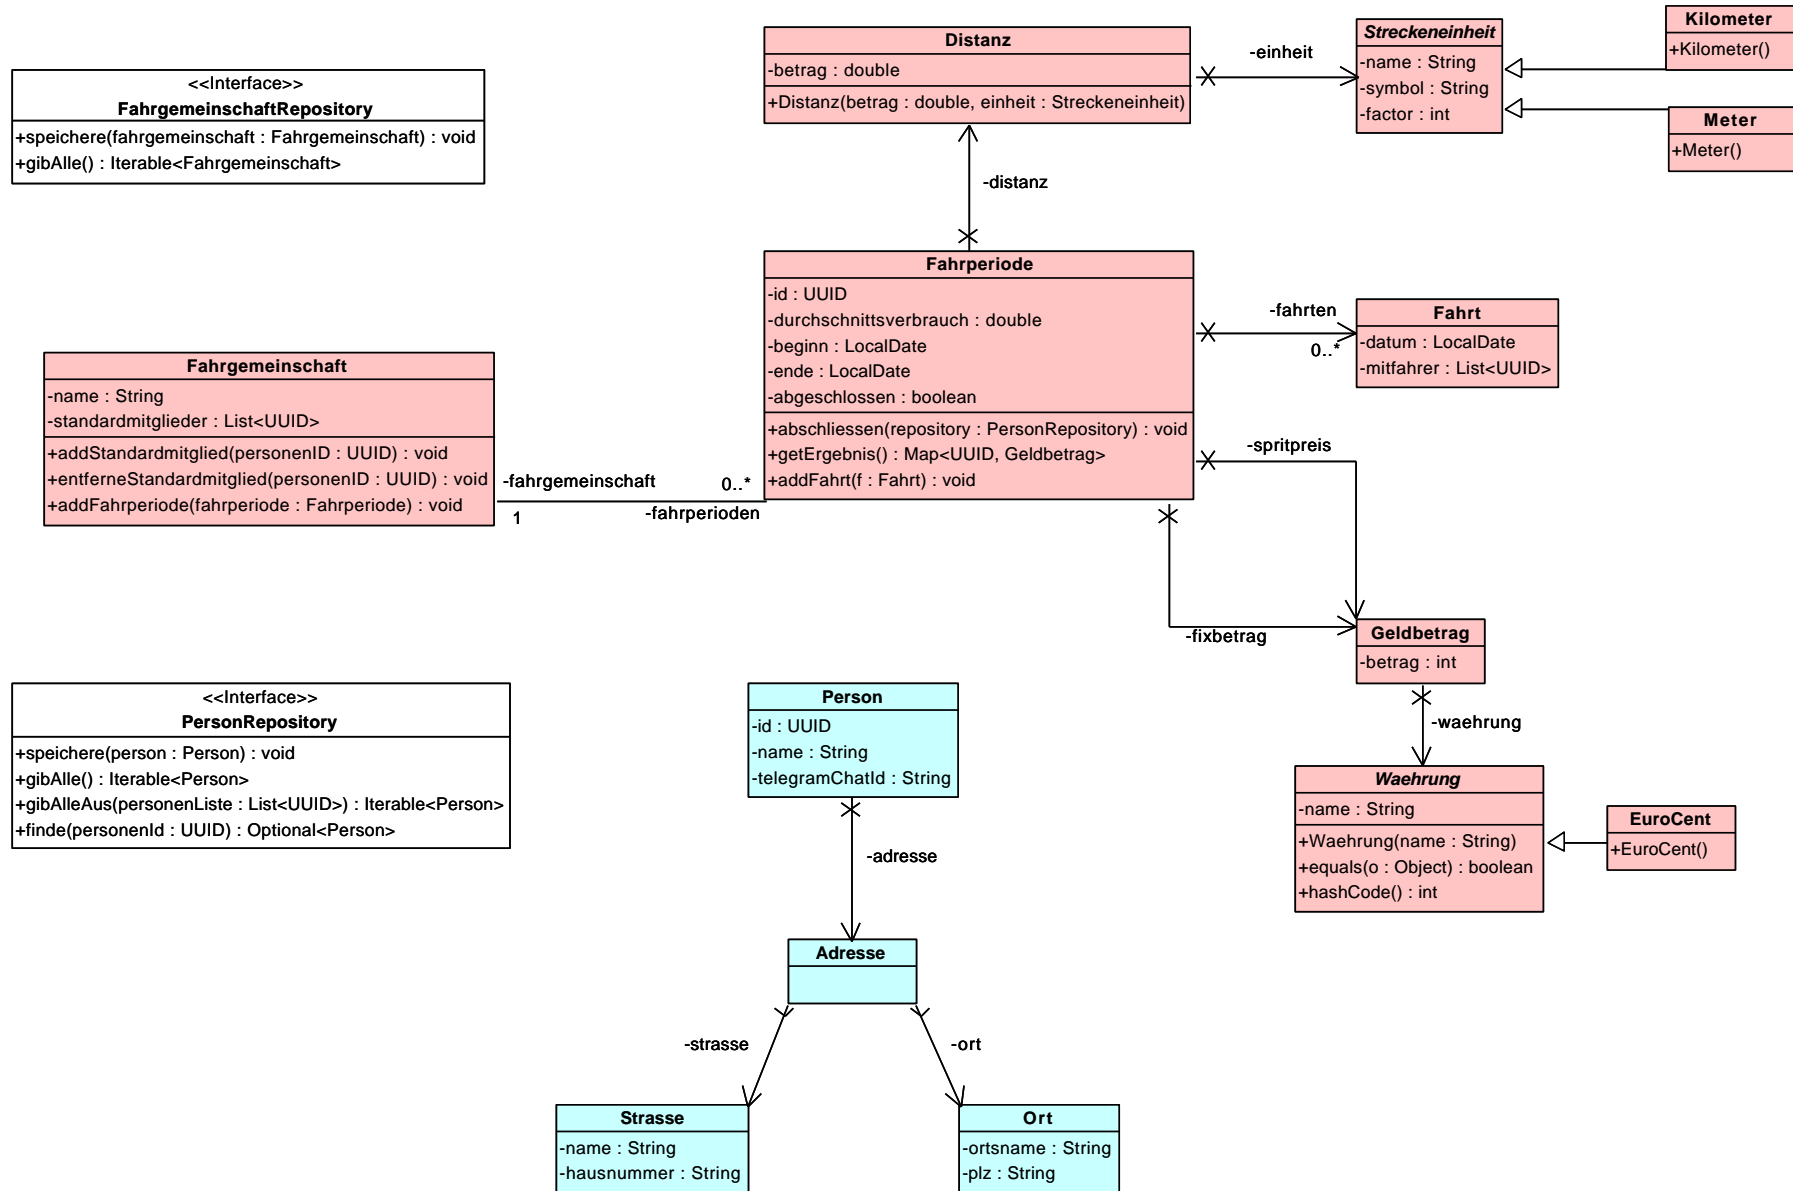 <<Interface>>
FahrgemeinschaftRepository
+speichere(fahrgemeinschaft : Fahrgemeinschaft) : void
+gibAlle() : Iterable<Fahrgemeinschaft>
Distanz
-betrag : double
+Distanz(betrag : double, einheit : Streckeneinheit)
-einheit
Streckeneinheit
-name : String
-symbol : String
-factor : int
Kilometer
+Kilometer()
Meter
+Meter()
-distanz
Fahrperiode
-id : UUID
-durchschnittsverbrauch : double
-beginn : LocalDate
-ende : LocalDate
-abgeschlossen : boolean
+abschliessen(repository : PersonRepository) : void
+getErgebnis() : Map<UUID, Geldbetrag>
+addFahrt(f : Fahrt) : void
-fahrten
0..*
Fahrt
-datum : LocalDate
-mitfahrer : List<UUID>
Fahrgemeinschaft
-name : String
-standardmitglieder : List<UUID>
+addStandardmitglied(personenID : UUID) : void
+entferneStandardmitglied(personenID : UUID) : void
+addFahrperiode(fahrperiode : Fahrperiode) : void
-fahrgemeinschaft
0..*
1
-fahrperioden
-spritpreis
-fixbetrag
Geldbetrag
-betrag : int
-waehrung
Waehrung
-name : String
+Waehrung(name : String)
+equals(o : Object) : boolean
+hashCode() : int
EuroCent
+EuroCent()
<<Interface>>
PersonRepository
+speichere(person : Person) : void
+gibAlle() : Iterable<Person>
+gibAlleAus(personenListe : List<UUID>) : Iterable<Person>
+finde(personenId : UUID) : Optional<Person>
Person
-id : UUID
-name : String
-telegramChatId : String
-adresse
Adresse
-strasse
-ort
Strasse
-name : String
-hausnummer : String
Ort
-ortsname : String
-plz : String